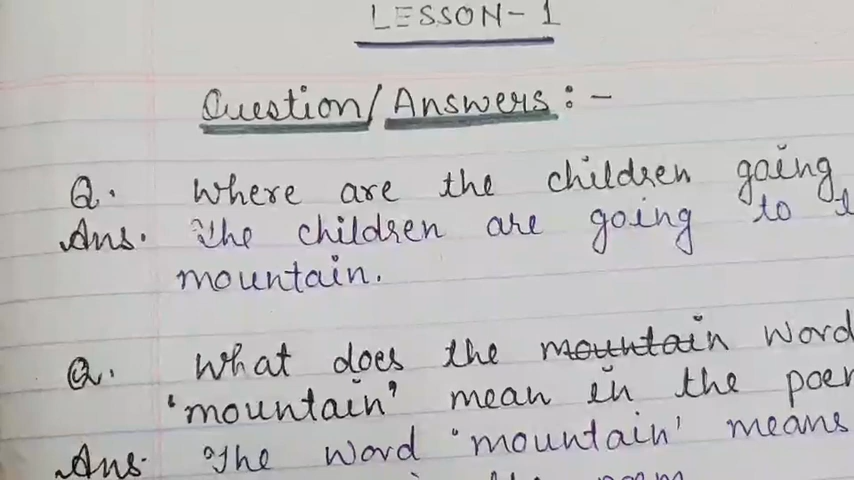 LESSON-1
Question/Answers:-
Q. Where are the children going
Ans. The children are going to
mountain.
Q. What does the mountain word
'mountain' mean in the
Ans. The word 'mountain' means